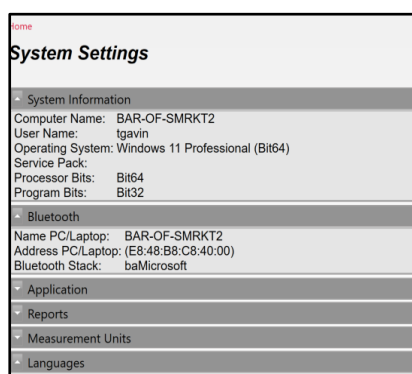 Home
System Settings
System Information
Computer Name: BAR-OF-SMRKT2
User Name: tgavin
Operating System: Windows 11 Professional (Bit64)
Service Pack:
Processor Bits: Bit64
Program Bits: Bit32
Bluetooth
Name PC/Laptop: BAR-OF-SMRKT2
Address PC/Laptop: (E8:48:B8:C8:40:00)
Bluetooth Stack: baMicrosoft
Application
Reports
Measurement Units
Languages